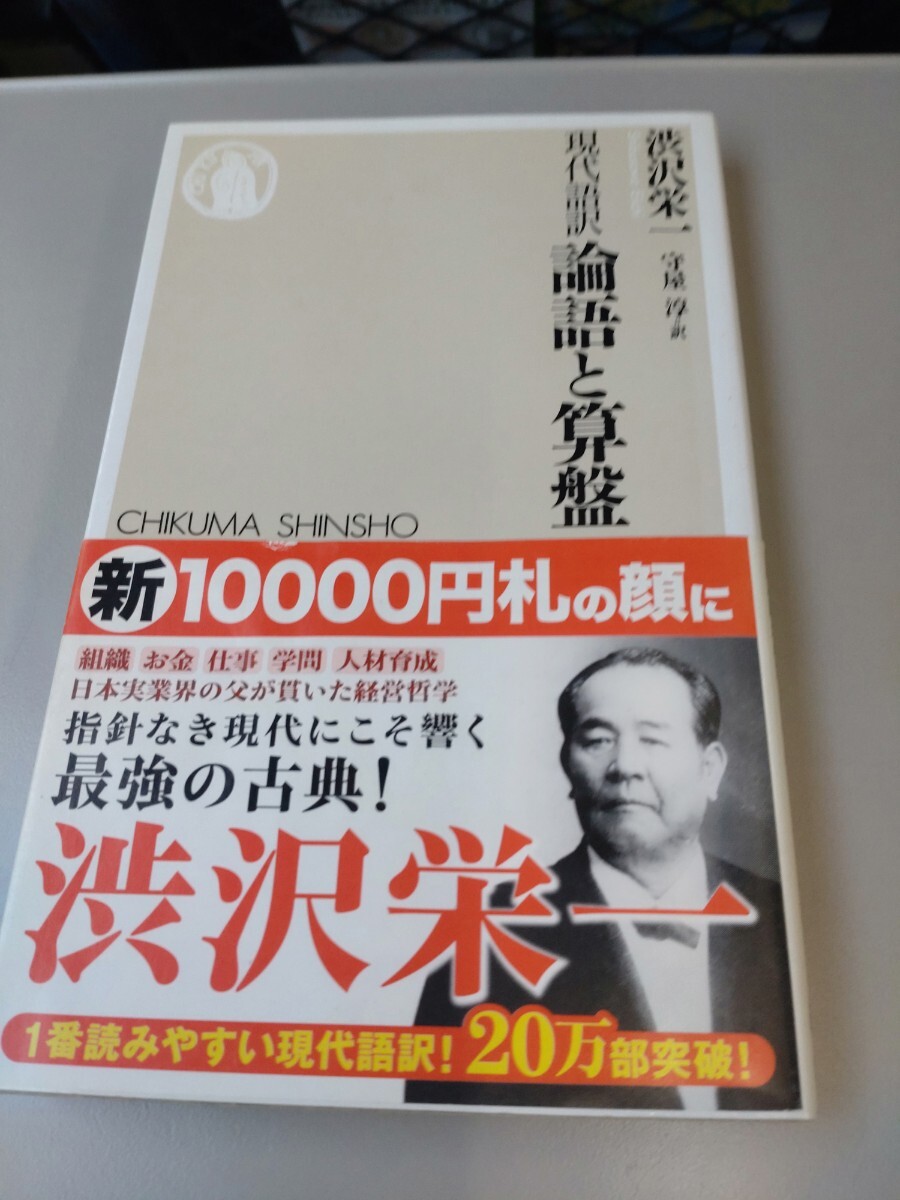 渋沢栄一
守屋 淳=訳
現代語訳
論語と算盤
CHIKUMA SHINSHO
新10000円札の顔に
組織 お金 仕事 学問 人材育成
日本実業界の父が貫いた経営哲学
指針なき現代にこそ響く
最強の古典!
渋沢栄一
1番読みやすい現代語訳! 20万部突破!